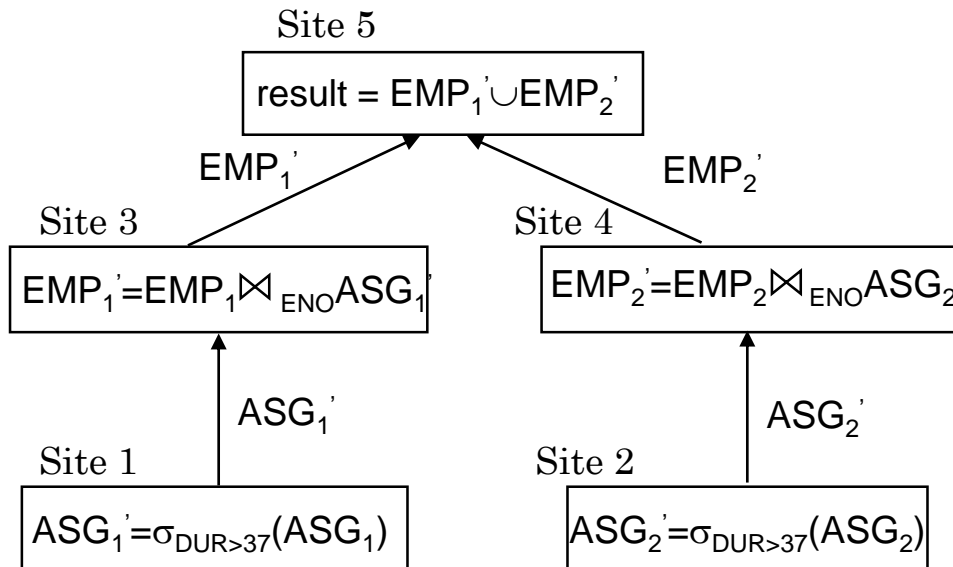 Site 5
result = EMP₁’∪EMP₂’
EMP₁’
EMP₂’
Site 3
Site 4
EMP₁’=EMP₁⋈ ENOASG₁’
EMP₂’=EMP₂⋈ ENOASG₂
ASG₁’
ASG₂’
Site 1
Site 2
ASG₁’=σDUR>37(ASG₁)
ASG₂’=σDUR>37(ASG₂)